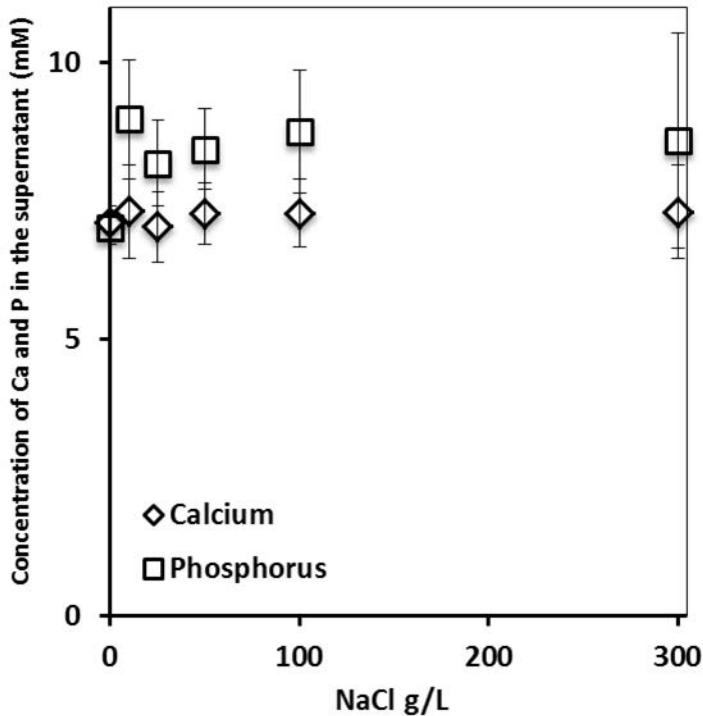 Concentration of Ca and P in the supernatant (mM)
10
5
0
Calcium
Phosphorus
0
100
200
300
NaCl g/L